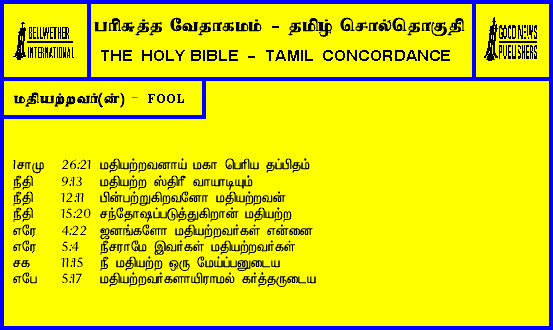 BELLWETHER
INTERNATIONAL
பரிசுத்த வேதாகமம் - தமிழ் சொல்தொகுதி
THE HOLY BIBLE - TAMIL CONCORDANCE
GOOD NEWS
PUBLISHERS
மதியற்றவர்(ன்) - FOOL
1சாமு 26:21 மதியற்றவனாய் மகா பெரிய தப்பிதம்
நீதி 9:13 மதியற்ற ஸ்திரீ வாயாடியும்
நீதி 12:11 பின்பற்றுகிறவனோ மதியற்றவன்
நீதி 15:20 சந்தோஷப்படுத்துகிறான் மதியற்ற
எரே 4:22 ஜனங்களோ மதியற்றவர்கள் என்னை
எரே 5:4 நீசராமே இவர்கள் மதியற்றவர்கள்
சக 11:15 நீ மதியற்ற ஒரு மேய்ப்பனுடைய
எபே 5:17 மதியற்றவர்களாயிராமல் கர்த்தருடைய